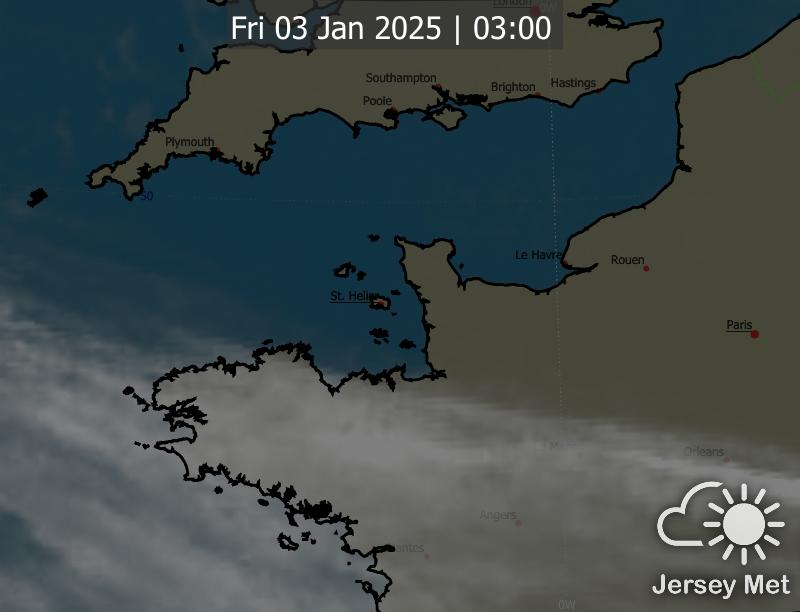 London
0W
Fri 03 Jan 2025 | 03:00
Southampton
Brighton
Hastings
Poole
Plymouth
50
Le Havre
Rouen
St. Helier
Paris
Orleans
Angers
0W
Jersey Met